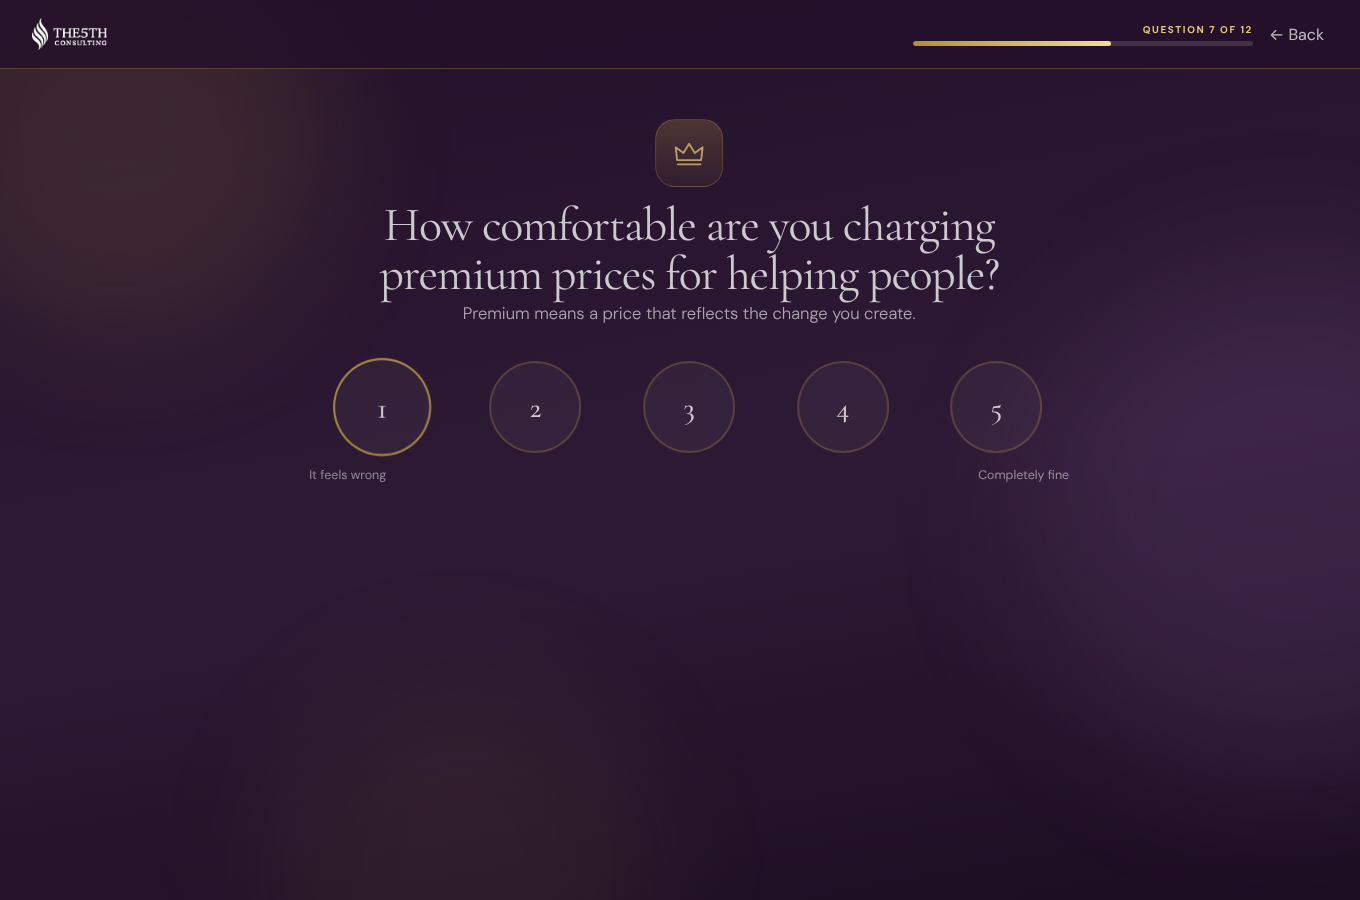 THE5TH
CONSULTING
QUESTION 7 OF 12
← Back
How comfortable are you charging
premium prices for helping people?
Premium means a price that reflects the change you create.
1
2
3
4
5
It feels wrong
Completely fine